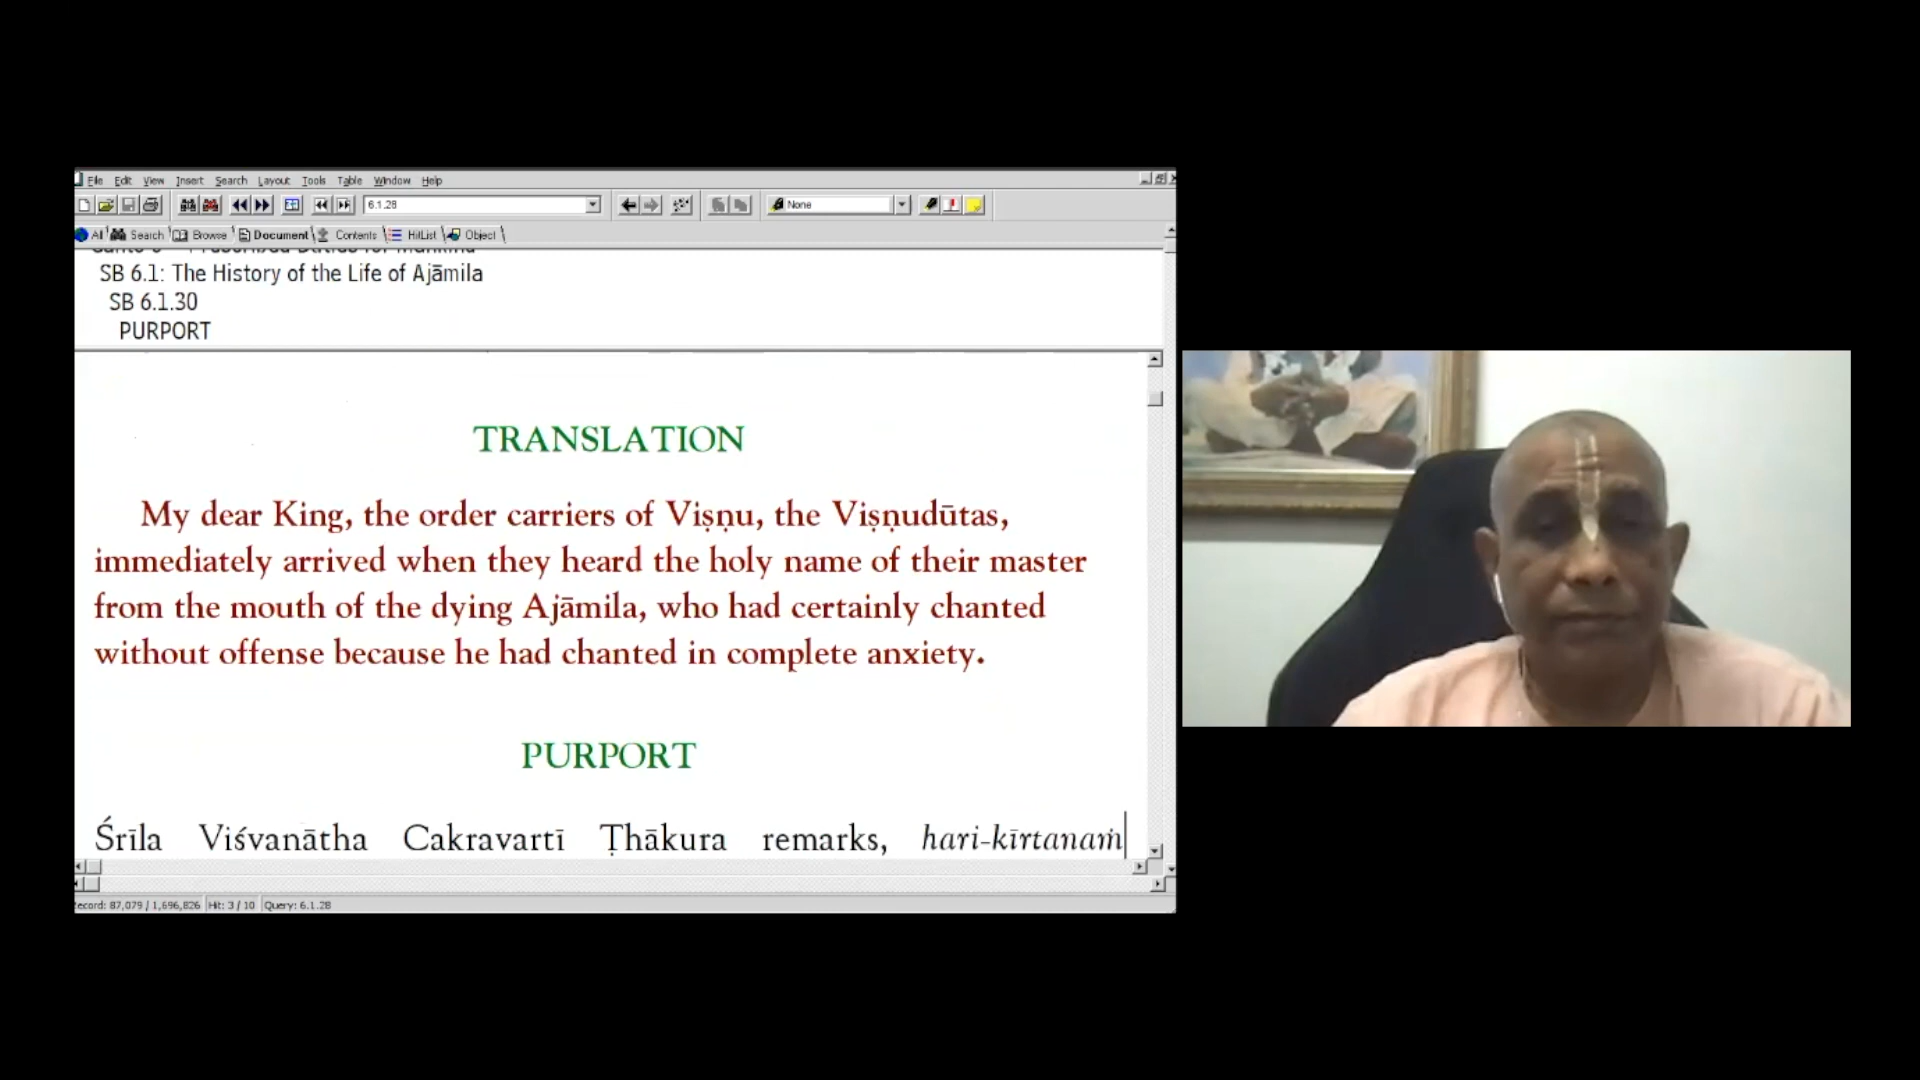 File Edit View Insert Search Layout Tools Table Window Help
6.1.28 None
All Search Browse Document Contents HitList Object
SB 6.1: The History of the Life of Ajāmila
SB 6.1.30
PURPORT
TRANSLATION
My dear King, the order carriers of Viṣṇu, the Viṣṇudūtas,
immediately arrived when they heard the holy name of their master
from the mouth of the dying Ajāmila, who had certainly chanted
without offense because he had chanted in complete anxiety.
PURPORT
Śrīla Viśvanātha Cakravartī Ṭhākura remarks, hari-kīrtanaṁ
Record: 87,079 / 1,696,826 Hit: 3 / 10 Query: 6.1.28